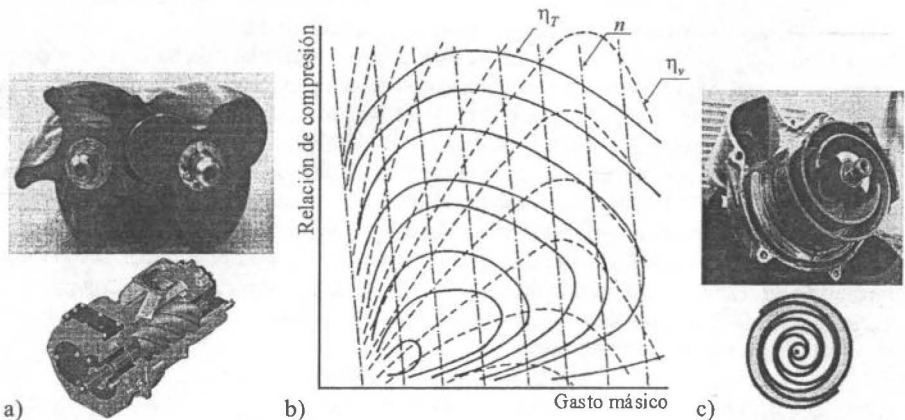 η_T
n
η_v
Relación de compresión
Gasto másico
a)
b)
c)